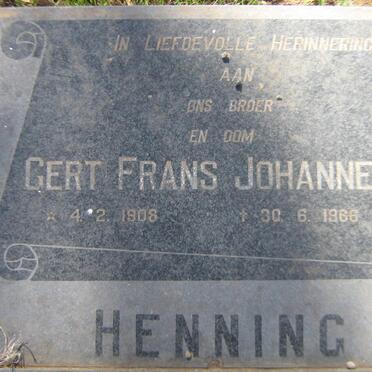 IN LIEFDEVOLLE HERINNERING
AAN
ONS BROER
EN OOM
GERT FRANS JOHANNE
* 4. 2. 1908 † 30. 6. 1966
HENNING